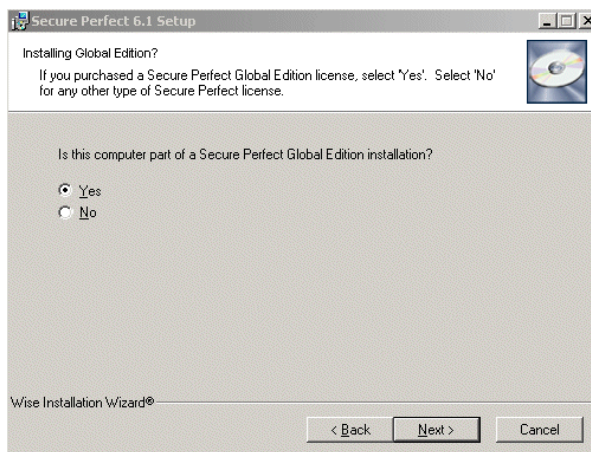 Secure Perfect 6.1 Setup
Installing Global Edition?
If you purchased a Secure Perfect Global Edition license, select 'Yes'. Select 'No'
for any other type of Secure Perfect license.
Is this computer part of a Secure Perfect Global Edition installation?
Yes
No
Wise Installation Wizard®
< Back
Next >
Cancel